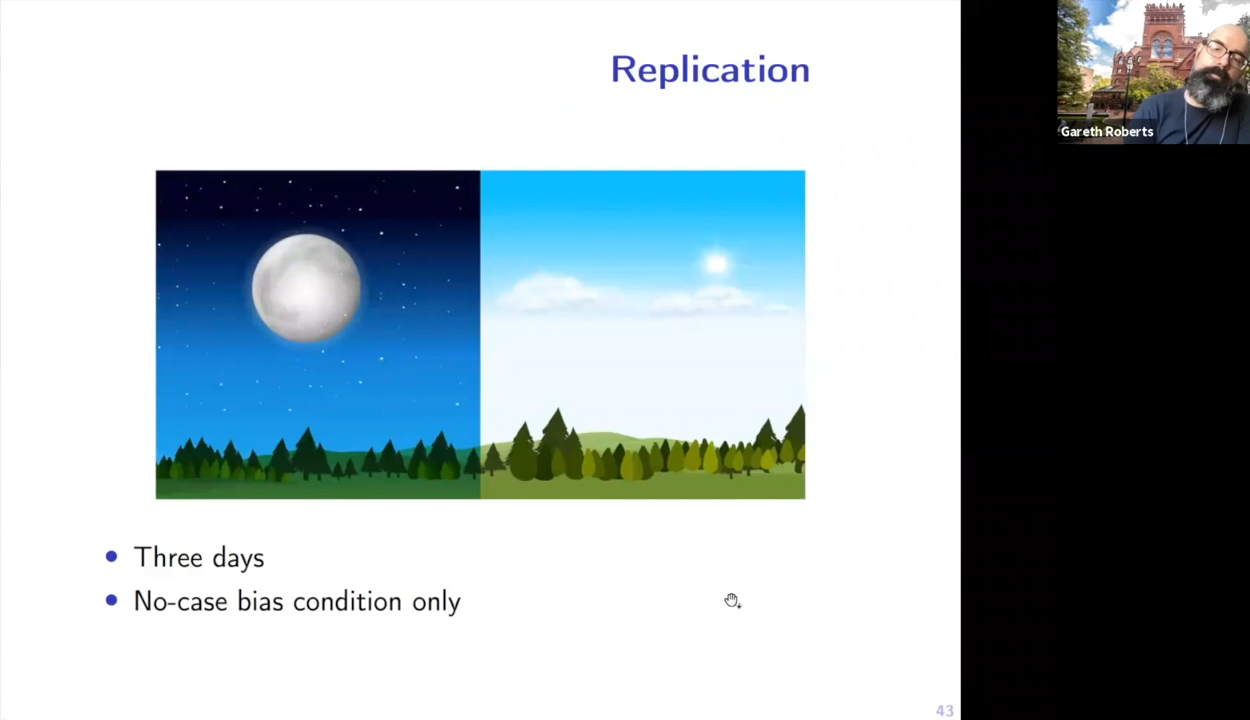 Replication
Gareth Roberts
Three days
No-case bias condition only
43